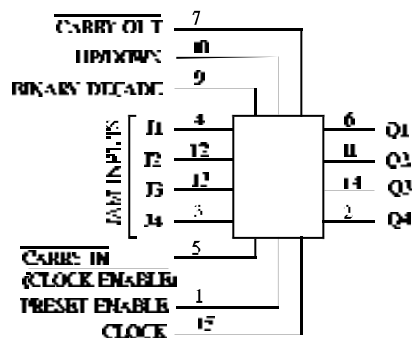 CARRY OUT 7
UP/DOWN 10
BINARY DECADE 9
JAM INPUTS
J1 4
J2 12
J3 13
J4 3
6 Q1
11 Q2
14 Q3
2 Q4
CARRY IN 5
(CLOCK ENABLE)
PRESET ENABLE 1
CLOCK 15